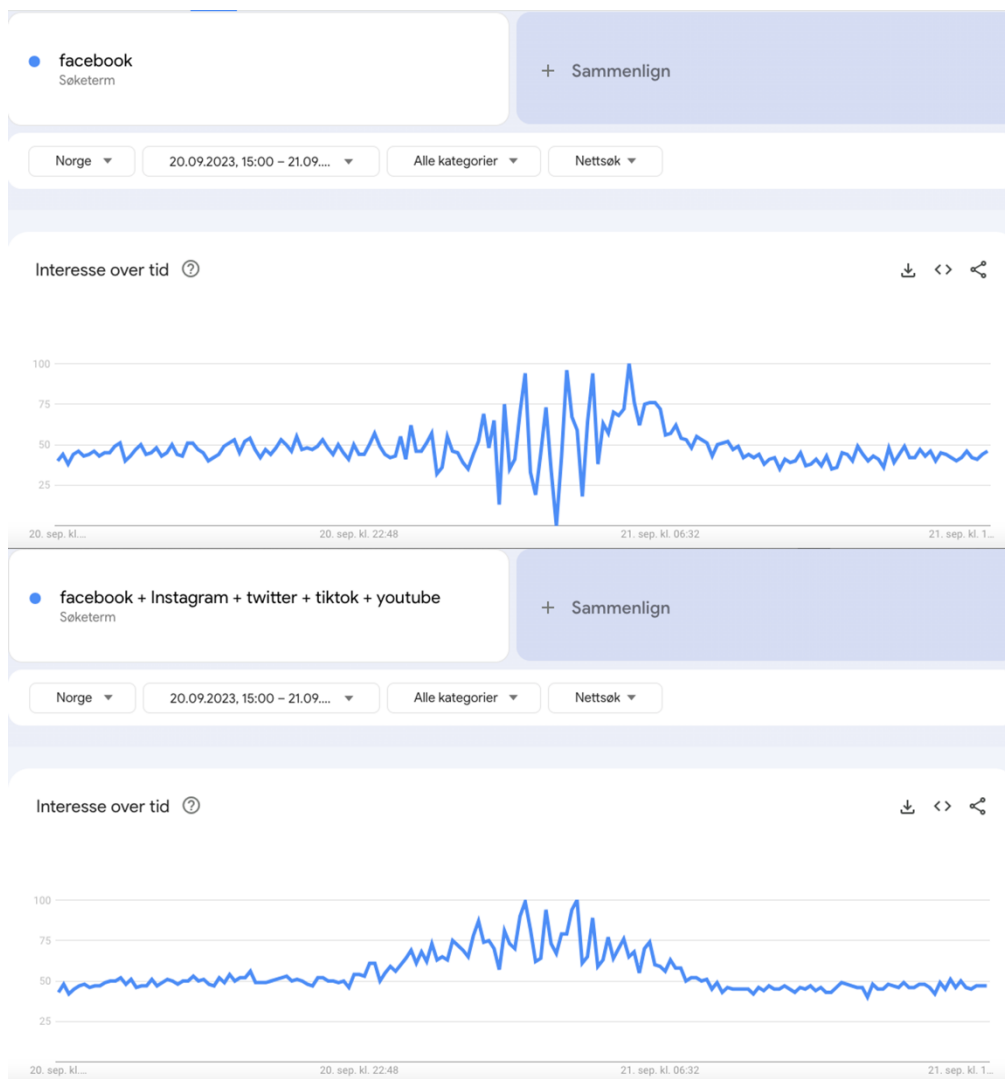 facebook
Søketerm
+ Sammenlign
Norge
20.09.2023, 15:00 – 21.09....
Alle kategorier
Nettsøk
Interesse over tid ?
100
75
50
25
20. sep. kl....
20. sep. kl. 22:48
21. sep. kl. 06:32
21. sep. kl. 1...
facebook + Instagram + twitter + tiktok + youtube
Søketerm
+ Sammenlign
Norge
20.09.2023, 15:00 – 21.09....
Alle kategorier
Nettsøk
Interesse over tid ?
100
75
50
25
20. sep. kl....
20. sep. kl. 22:48
21. sep. kl. 06:32
21. sep. kl. 1...